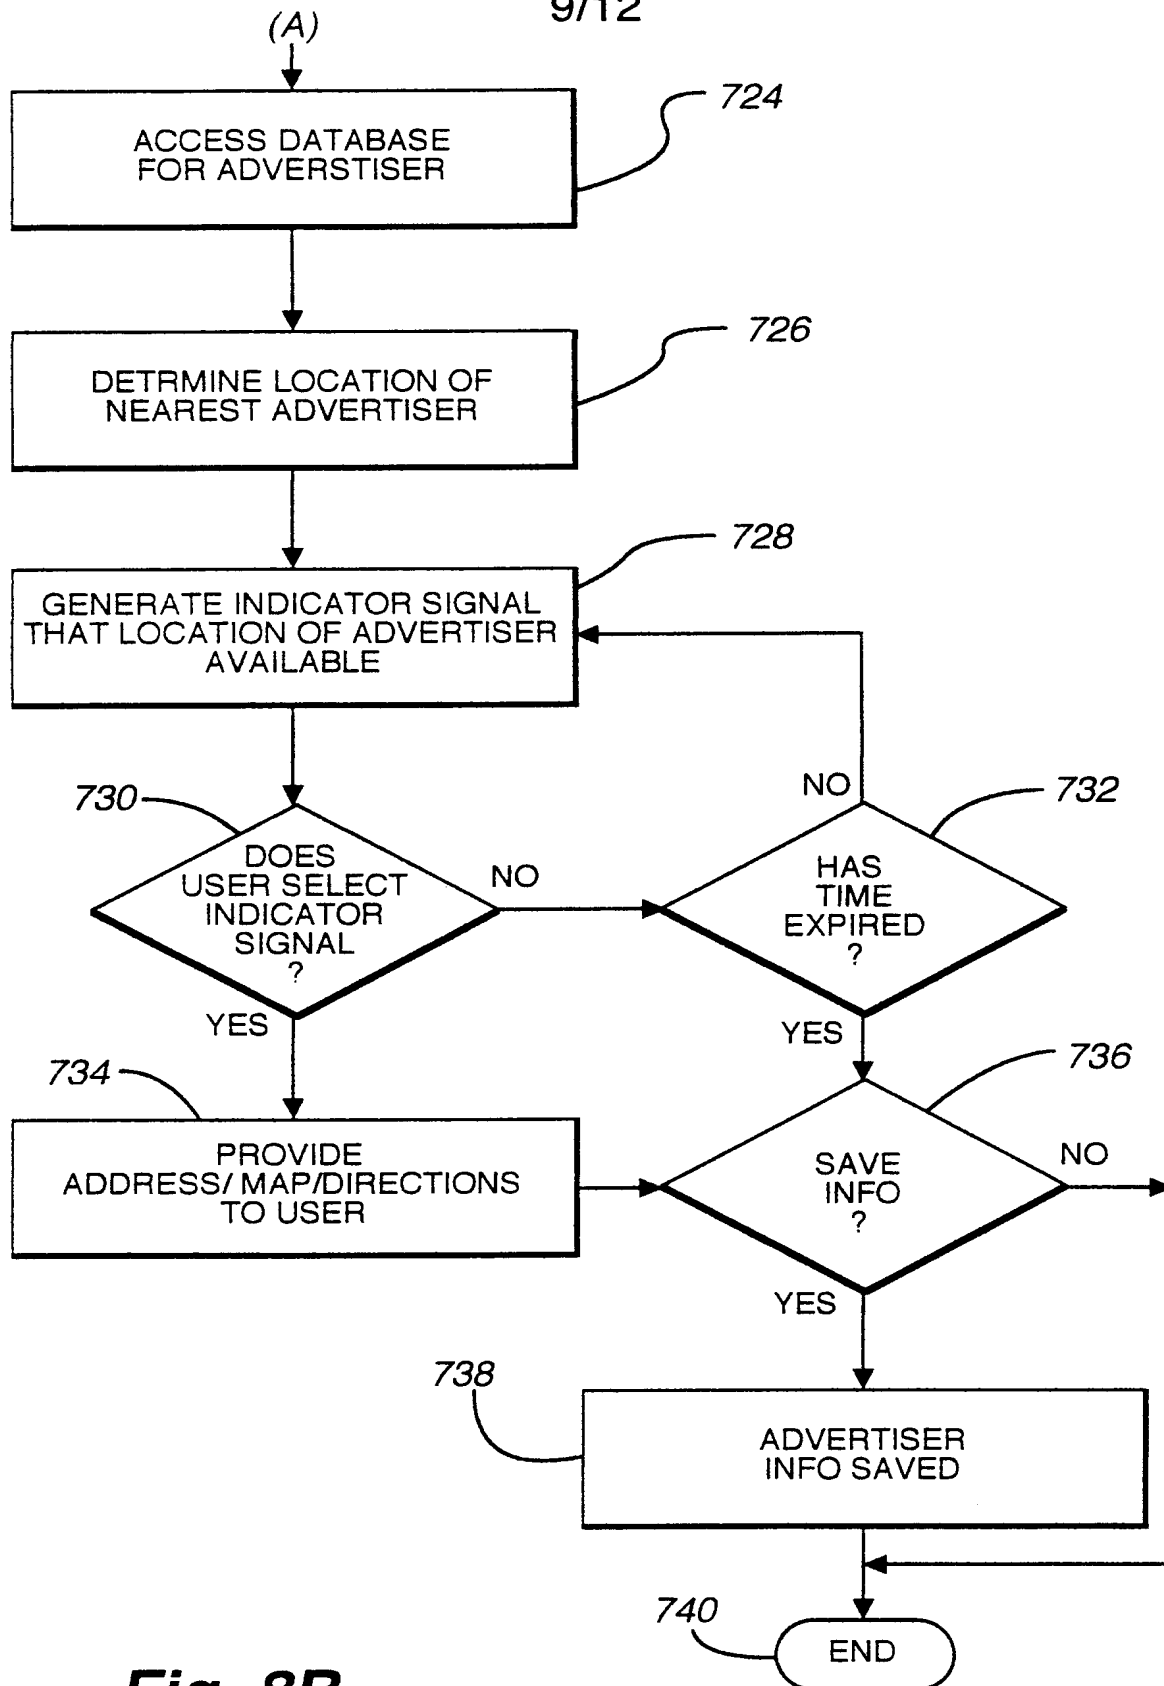 9/12
(A)
724
ACCESS DATABASE
FOR ADVERSTISER
726
DETRMINE LOCATION OF
NEAREST ADVERTISER
728
GENERATE INDICATOR SIGNAL
THAT LOCATION OF ADVERTISER
AVAILABLE
730
DOES
USER SELECT
INDICATOR
SIGNAL
?
NO
YES
732
NO
HAS
TIME
EXPIRED
?
YES
734
PROVIDE
ADDRESS/ MAP/DIRECTIONS
TO USER
736
SAVE
INFO
?
NO
YES
738
ADVERTISER
INFO SAVED
740
END
Fig. 8B